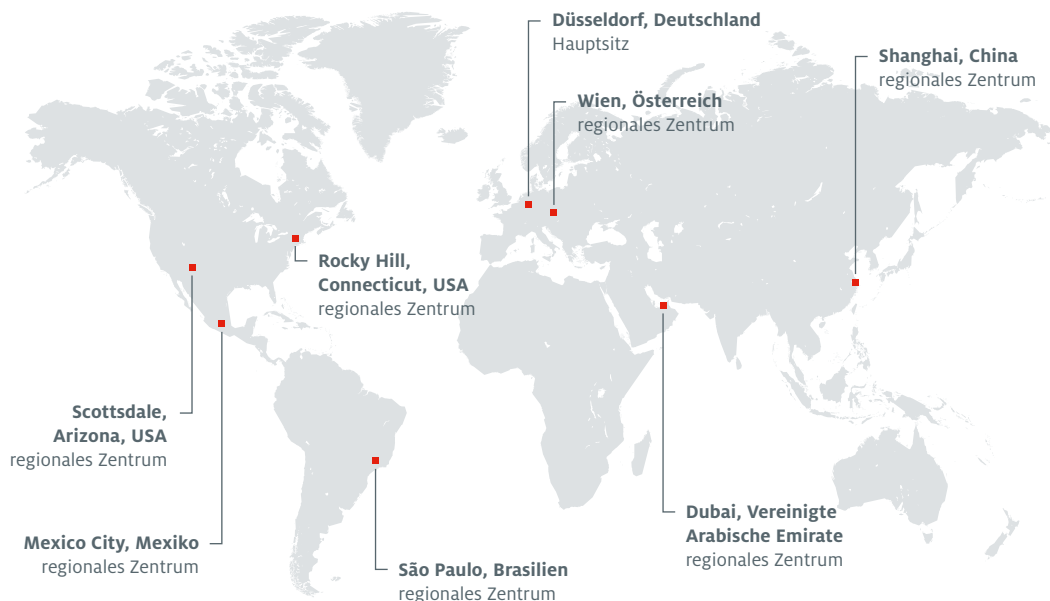 Düsseldorf, Deutschland
Hauptsitz
Shanghai, China
regionales Zentrum
Wien, Österreich
regionales Zentrum
Rocky Hill,
Connecticut, USA
regionales Zentrum
Scottsdale,
Arizona, USA
regionales Zentrum
Dubai, Vereinigte
Arabische Emirate
regionales Zentrum
Mexico City, Mexiko
regionales Zentrum
São Paulo, Brasilien
regionales Zentrum